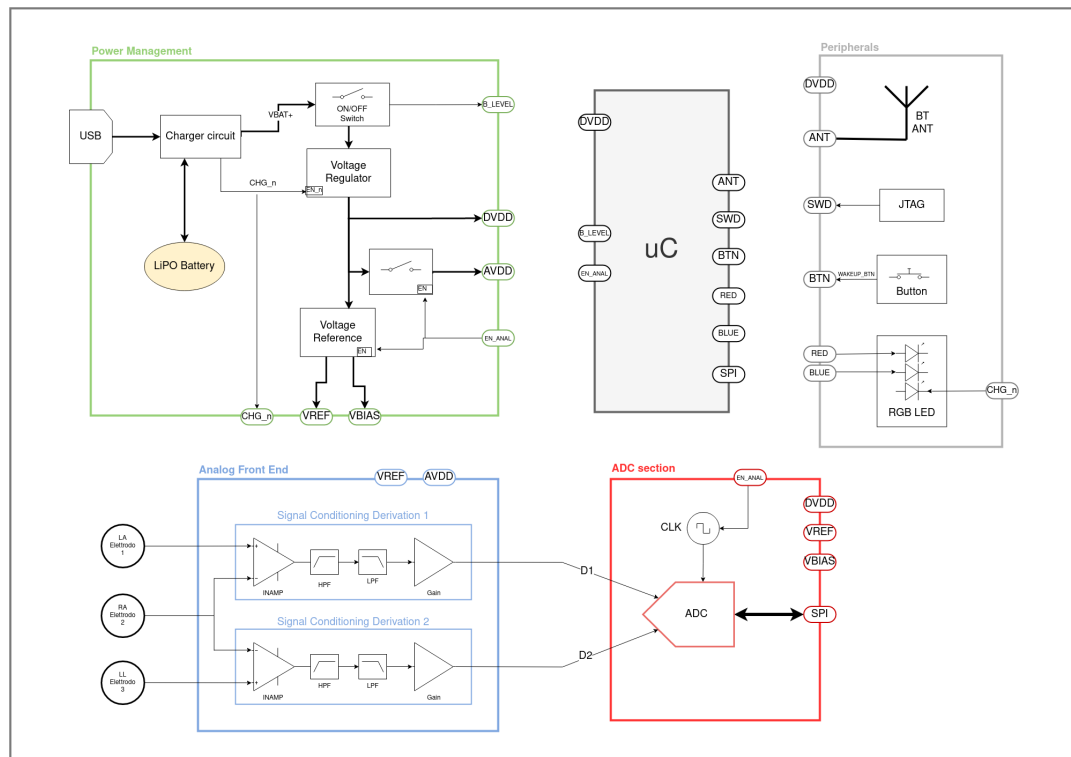 Power Management
USB
Charger circuit
VBAT+
ON/OFF
Switch
B_LEVEL
Voltage
Regulator
EN_n
CHG_n
DVDD
LiPO Battery
EN
AVDD
Voltage
Reference
EN
EN_ANAL
CHG_n
VREF
VBIAS
DVDD
B_LEVEL
EN_ANAL
uC
ANT
SWD
BTN
RED
BLUE
SPI
Peripherals
DVDD
BT
ANT
ANT
SWD
JTAG
BTN
WAKEUP_BTN
Button
RED
BLUE
RGB LED
CHG_n
Analog Front End
VREF
AVDD
LA
Elettrodo
1
RA
Elettrodo
2
LL
Elettrodo
3
Signal Conditioning Derivation 1
+
−
INAMP
HPF
LPF
Gain
D1
Signal Conditioning Derivation 2
−
+
INAMP
HPF
LPF
Gain
D2
ADC section
EN_ANAL
CLK
ADC
DVDD
VREF
VBIAS
SPI